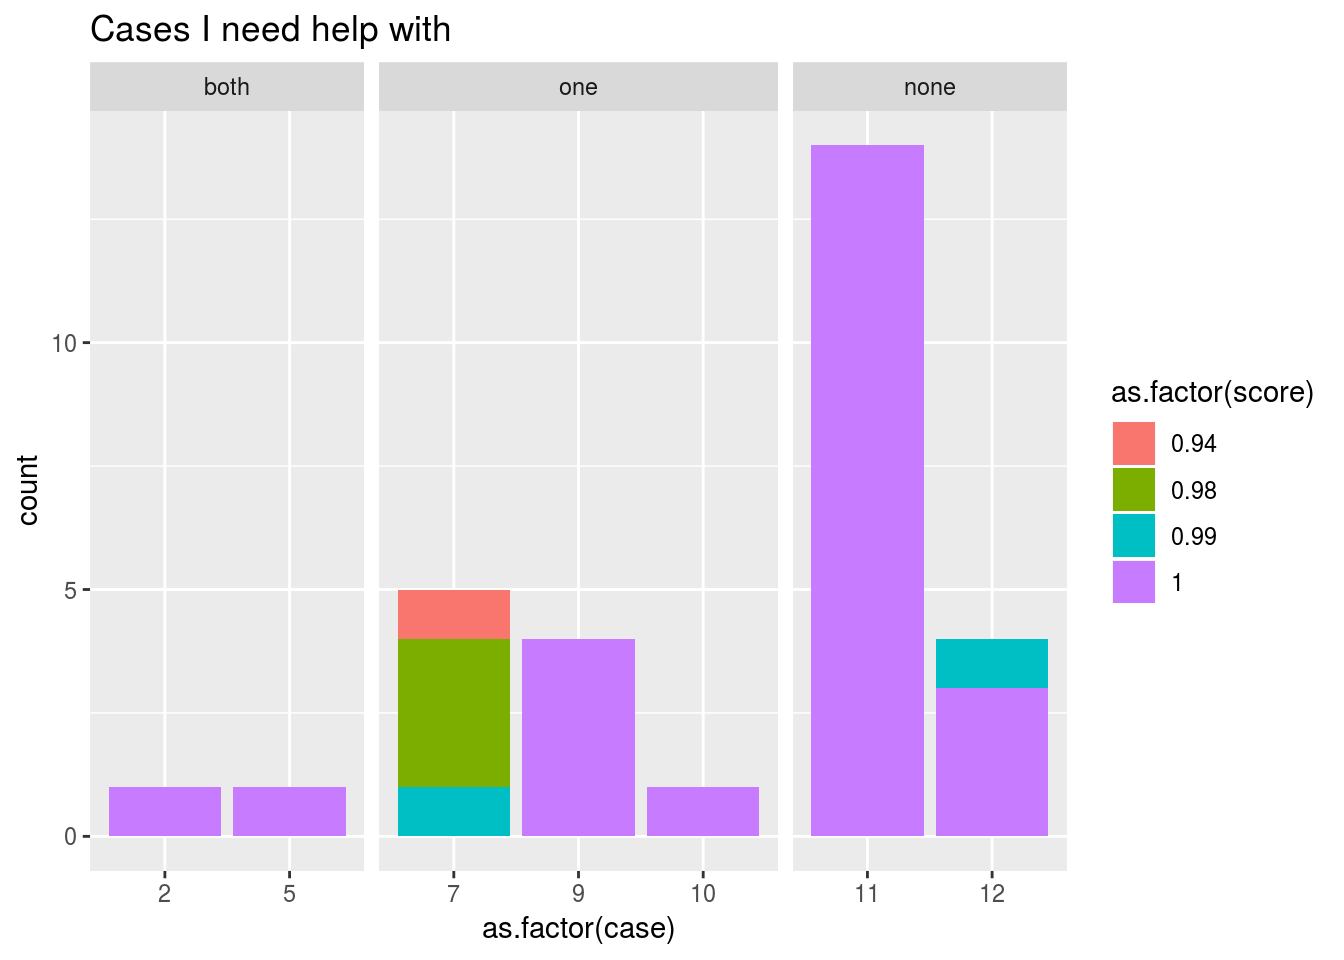 Cases I need help with
both
one
none
10
5
0
count
2
5
7
9
10
11
12
as.factor(case)
as.factor(score)
0.94
0.98
0.99
1